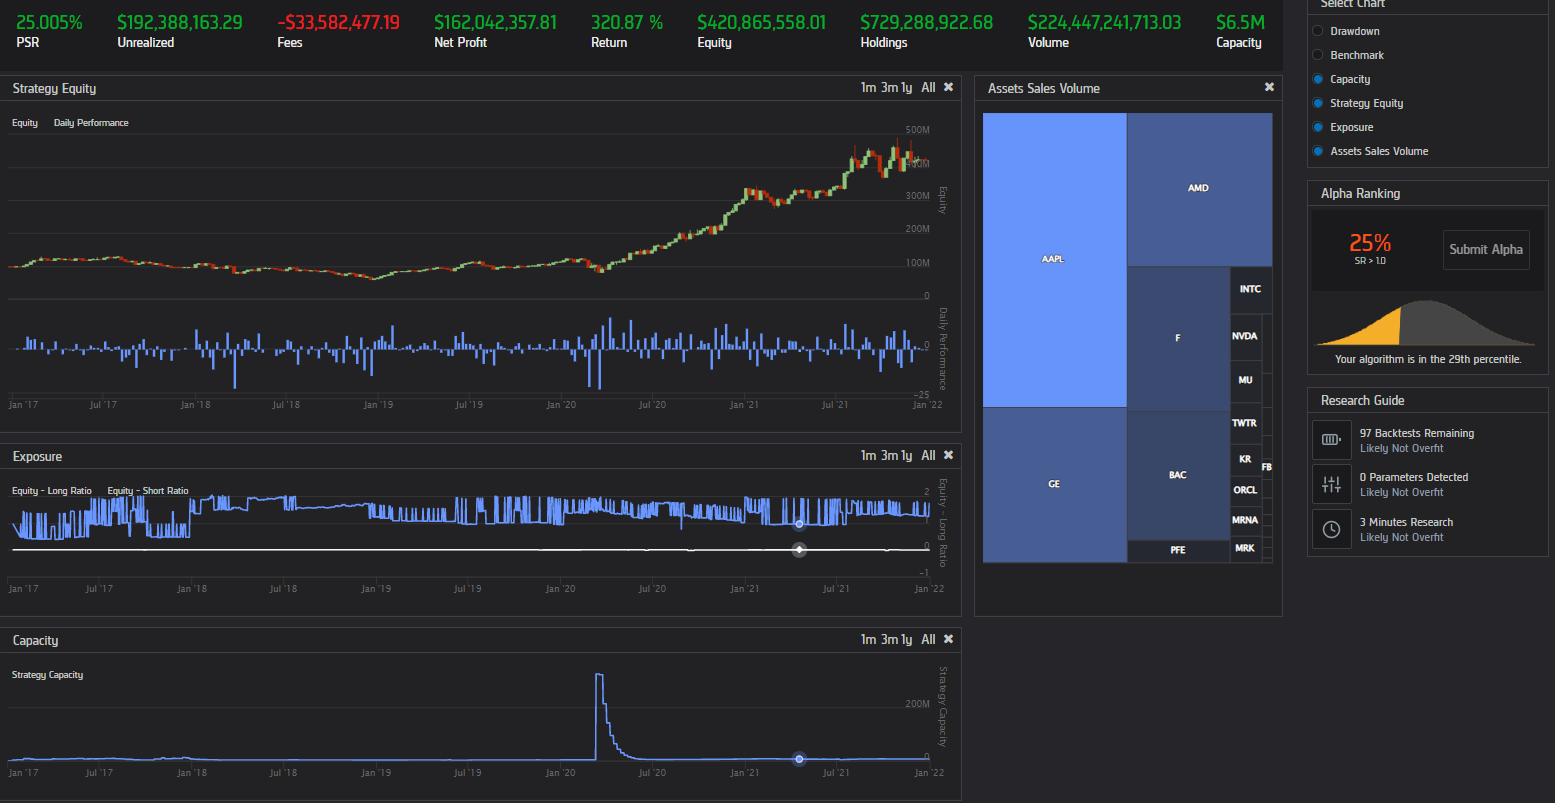 25.005% $192,388,163.29 -$33,582,477.19 $162,042,357.81 320.87 % $420,865,558.01 $729,288,922.68 $224,447,241,713.03 $6.5M
PSR Unrealized Fees Net Profit Return Equity Holdings Volume Capacity
Strategy Equity 1m 3m 1y All ✖
Equity Daily Performance
500M
400M
300M
200M
100M
0
Equity
0
-25
Daily Performance
Jan '17 Jul '17 Jan '18 Jul '18 Jan '19 Jul '19 Jan '20 Jul '20 Jan '21 Jul '21 Jan '22
Exposure 1m 3m 1y All ✖
Equity - Long Ratio Equity - Short Ratio
2
1
0
-1
Equity - Long Ratio
Jan '17 Jul '17 Jan '18 Jul '18 Jan '19 Jul '19 Jan '20 Jul '20 Jan '21 Jul '21 Jan '22
Capacity 1m 3m 1y All ✖
Strategy Capacity
200M
0
Strategy Capacity
Jan '17 Jul '17 Jan '18 Jul '18 Jan '19 Jul '19 Jan '20 Jul '20 Jan '21 Jul '21 Jan '22
Assets Sales Volume ✖
AAPL
AMD
GE
F
BAC
PFE
INTC
NVDA
MU
TWTR
KR
FB
ORCL
MRNA
MRK
Select Chart
Drawdown
Benchmark
Capacity
Strategy Equity
Exposure
Assets Sales Volume
Alpha Ranking
25%
SR > 1.0
Submit Alpha
Your algorithm is in the 29th percentile.
Research Guide
97 Backtests Remaining
Likely Not Overfit
0 Parameters Detected
Likely Not Overfit
3 Minutes Research
Likely Not Overfit